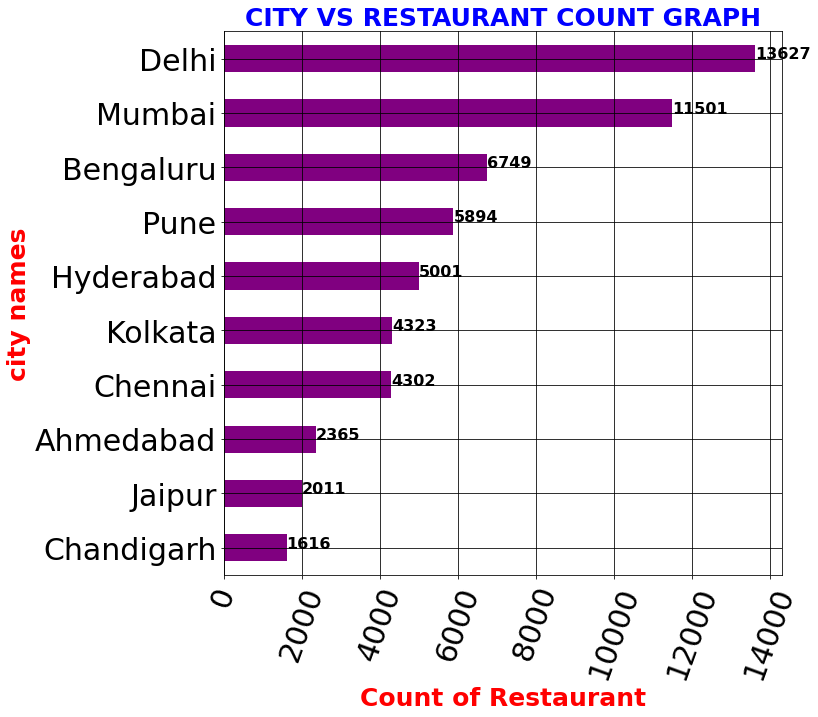 CITY VS RESTAURANT COUNT GRAPH
city names
Delhi 13627
Mumbai 11501
Bengaluru 6749
Pune 5894
Hyderabad 5001
Kolkata 4323
Chennai 4302
Ahmedabad 2365
Jaipur 2011
Chandigarh 1616
0 2000 4000 6000 8000 10000 12000 14000
Count of Restaurant